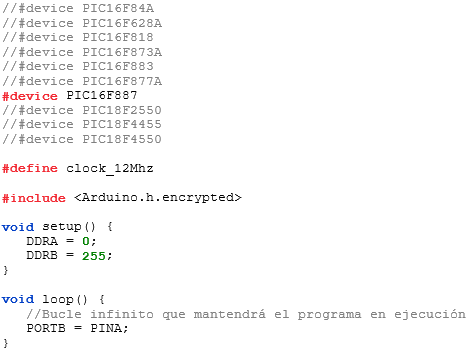 //#device PIC16F84A
//#device PIC16F628A
//#device PIC16F818
//#device PIC16F873A
//#device PIC16F883
//#device PIC16F877A
#device PIC16F887
//#device PIC18F2550
//#device PIC18F4455
//#device PIC18F4550
#define clock_12Mhz
#include <Arduino.h.encrypted>
void setup() {
DDRA = 0;
DDRB = 255;
}
void loop() {
//Bucle infinito que mantendrá el programa en ejecución
PORTB = PINA;
}